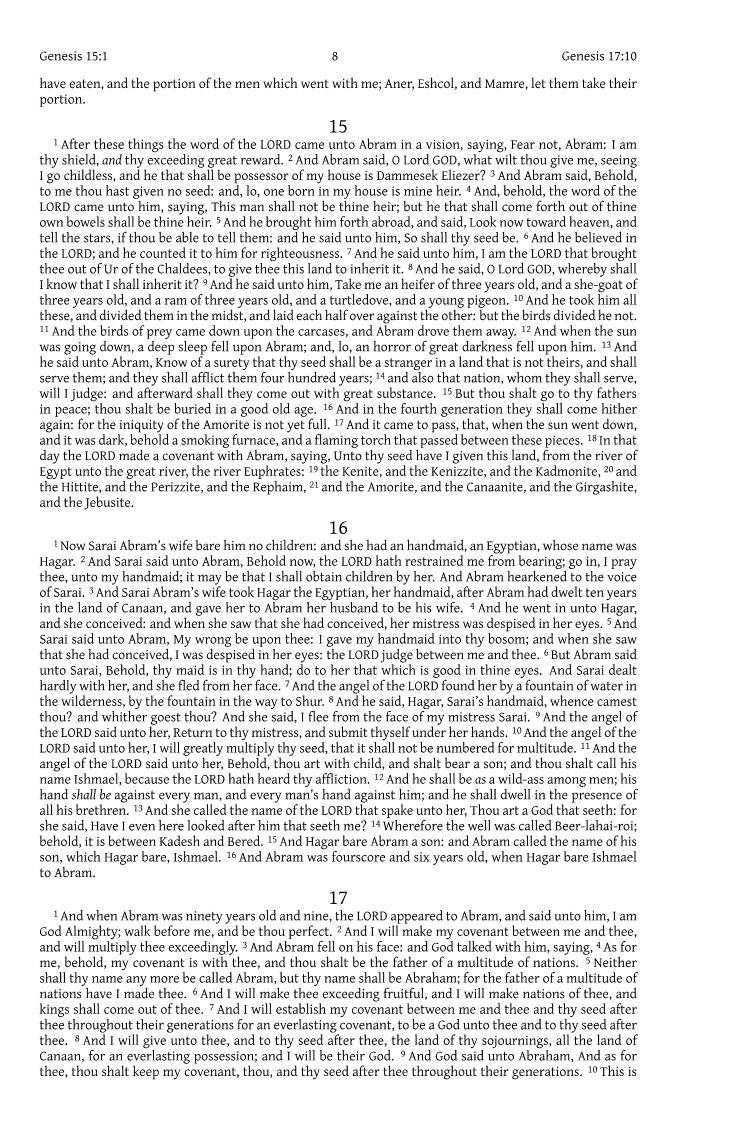 Genesis 15:1 8 Genesis 17:10
have eaten, and the portion of the men which went with me; Aner, Eshcol, and Mamre, let them take their
portion.
15
1 After these things the word of the LORD came unto Abram in a vision, saying, Fear not, Abram: I am
thy shield, and thy exceeding great reward. 2 And Abram said, O Lord GOD, what wilt thou give me, seeing
I go childless, and he that shall be possessor of my house is Dammesek Eliezer? 3 And Abram said, Behold,
to me thou hast given no seed: and, lo, one born in my house is mine heir. 4 And, behold, the word of the
LORD came unto him, saying, This man shall not be thine heir; but he that shall come forth out of thine
own bowels shall be thine heir. 5 And he brought him forth abroad, and said, Look now toward heaven, and
tell the stars, if thou be able to tell them: and he said unto him, So shall thy seed be. 6 And he believed in
the LORD; and he counted it to him for righteousness. 7 And he said unto him, I am the LORD that brought
thee out of Ur of the Chaldees, to give thee this land to inherit it. 8 And he said, O Lord GOD, whereby shall
I know that I shall inherit it? 9 And he said unto him, Take me an heifer of three years old, and a she-goat of
three years old, and a ram of three years old, and a turtledove, and a young pigeon. 10 And he took him all
these, and divided them in the midst, and laid each half over against the other: but the birds divided he not.
11 And the birds of prey came down upon the carcases, and Abram drove them away. 12 And when the sun
was going down, a deep sleep fell upon Abram; and, lo, an horror of great darkness fell upon him. 13 And
he said unto Abram, Know of a surety that thy seed shall be a stranger in a land that is not theirs, and shall
serve them; and they shall afflict them four hundred years; 14 and also that nation, whom they shall serve,
will I judge: and afterward shall they come out with great substance. 15 But thou shalt go to thy fathers
in peace; thou shalt be buried in a good old age. 16 And in the fourth generation they shall come hither
again: for the iniquity of the Amorite is not yet full. 17 And it came to pass, that, when the sun went down,
and it was dark, behold a smoking furnace, and a flaming torch that passed between these pieces. 18 In that
day the LORD made a covenant with Abram, saying, Unto thy seed have I given this land, from the river of
Egypt unto the great river, the river Euphrates: 19 the Kenite, and the Kenizzite, and the Kadmonite, 20 and
the Hittite, and the Perizzite, and the Rephaim, 21 and the Amorite, and the Canaanite, and the Girgashite,
and the Jebusite.
16
1 Now Sarai Abram's wife bare him no children: and she had an handmaid, an Egyptian, whose name was
Hagar. 2 And Sarai said unto Abram, Behold now, the LORD hath restrained me from bearing; go in, I pray
thee, unto my handmaid; it may be that I shall obtain children by her. And Abram hearkened to the voice
of Sarai. 3 And Sarai Abram's wife took Hagar the Egyptian, her handmaid, after Abram had dwelt ten years
in the land of Canaan, and gave her to Abram her husband to be his wife. 4 And he went in unto Hagar,
and she conceived: and when she saw that she had conceived, her mistress was despised in her eyes. 5 And
Sarai said unto Abram, My wrong be upon thee: I gave my handmaid into thy bosom; and when she saw
that she had conceived, I was despised in her eyes: the LORD judge between me and thee. 6 But Abram said
unto Sarai, Behold, thy maid is in thy hand; do to her that which is good in thine eyes. And Sarai dealt
hardly with her, and she fled from her face. 7 And the angel of the LORD found her by a fountain of water in
the wilderness, by the fountain in the way to Shur. 8 And he said, Hagar, Sarai's handmaid, whence camest
thou? and whither goest thou? And she said, I flee from the face of my mistress Sarai. 9 And the angel of
the LORD said unto her, Return to thy mistress, and submit thyself under her hands. 10 And the angel of the
LORD said unto her, I will greatly multiply thy seed, that it shall not be numbered for multitude. 11 And the
angel of the LORD said unto her, Behold, thou art with child, and shalt bear a son; and thou shalt call his
name Ishmael, because the LORD hath heard thy affliction. 12 And he shall be as a wild-ass among men; his
hand shall be against every man, and every man's hand against him; and he shall dwell in the presence of
all his brethren. 13 And she called the name of the LORD that spake unto her, Thou art a God that seeth: for
she said, Have I even here looked after him that seeth me? 14 Wherefore the well was called Beer-lahai-roi;
behold, it is between Kadesh and Bered. 15 And Hagar bare Abram a son: and Abram called the name of his
son, which Hagar bare, Ishmael. 16 And Abram was fourscore and six years old, when Hagar bare Ishmael
to Abram.
17
1 And when Abram was ninety years old and nine, the LORD appeared to Abram, and said unto him, I am
God Almighty; walk before me, and be thou perfect. 2 And I will make my covenant between me and thee,
and will multiply thee exceedingly. 3 And Abram fell on his face: and God talked with him, saying, 4 As for
me, behold, my covenant is with thee, and thou shalt be the father of a multitude of nations. 5 Neither
shall thy name any more be called Abram, but thy name shall be Abraham; for the father of a multitude of
nations have I made thee. 6 And I will make thee exceeding fruitful, and I will make nations of thee, and
kings shall come out of thee. 7 And I will establish my covenant between me and thee and thy seed after
thee throughout their generations for an everlasting covenant, to be a God unto thee and to thy seed after
thee. 8 And I will give unto thee, and to thy seed after thee, the land of thy sojournings, all the land of
Canaan, for an everlasting possession; and I will be their God. 9 And God said unto Abraham, And as for
thee, thou shalt keep my covenant, thou, and thy seed after thee throughout their generations. 10 This is